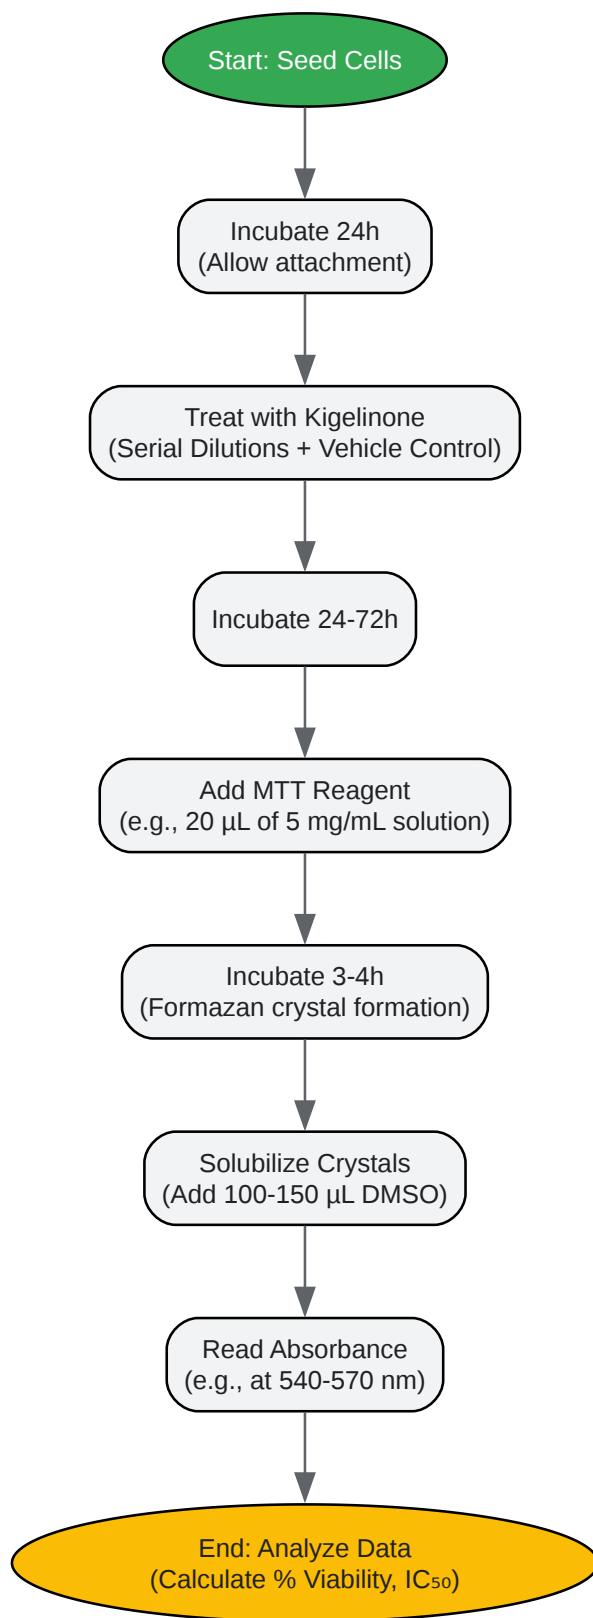 Start: Seed Cells
Incubate 24h
(Allow attachment)
Treat with Kigelinone
(Serial Dilutions + Vehicle Control)
Incubate 24-72h
Add MTT Reagent
(e.g., 20 µL of 5 mg/mL solution)
Incubate 3-4h
(Formazan crystal formation)
Solubilize Crystals
(Add 100-150 µL DMSO)
Read Absorbance
(e.g., at 540-570 nm)
End: Analyze Data
(Calculate % Viability, IC₅₀)